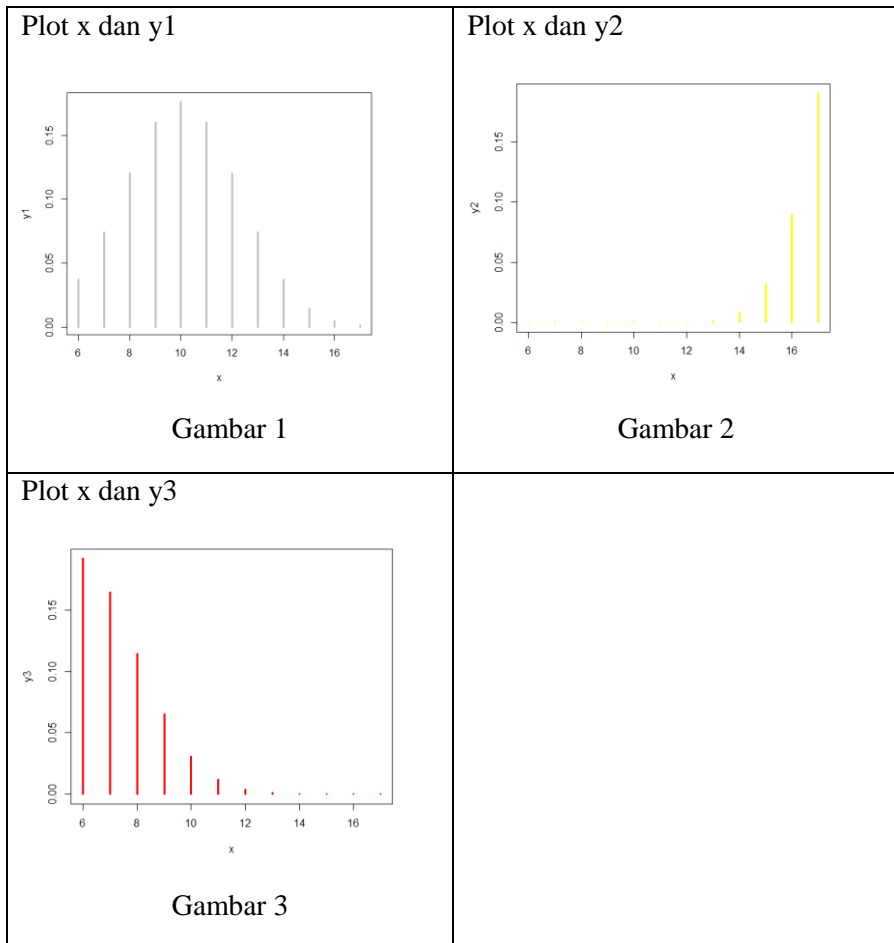 Plot x dan y1
0.15
0.10
0.05
0.00
y1
6 8 10 12 14 16
x
Gambar 1
Plot x dan y2
0.15
0.10
0.05
0.00
y2
6 8 10 12 14 16
x
Gambar 2
Plot x dan y3
0.15
0.10
0.05
0.00
y3
6 8 10 12 14 16
x
Gambar 3